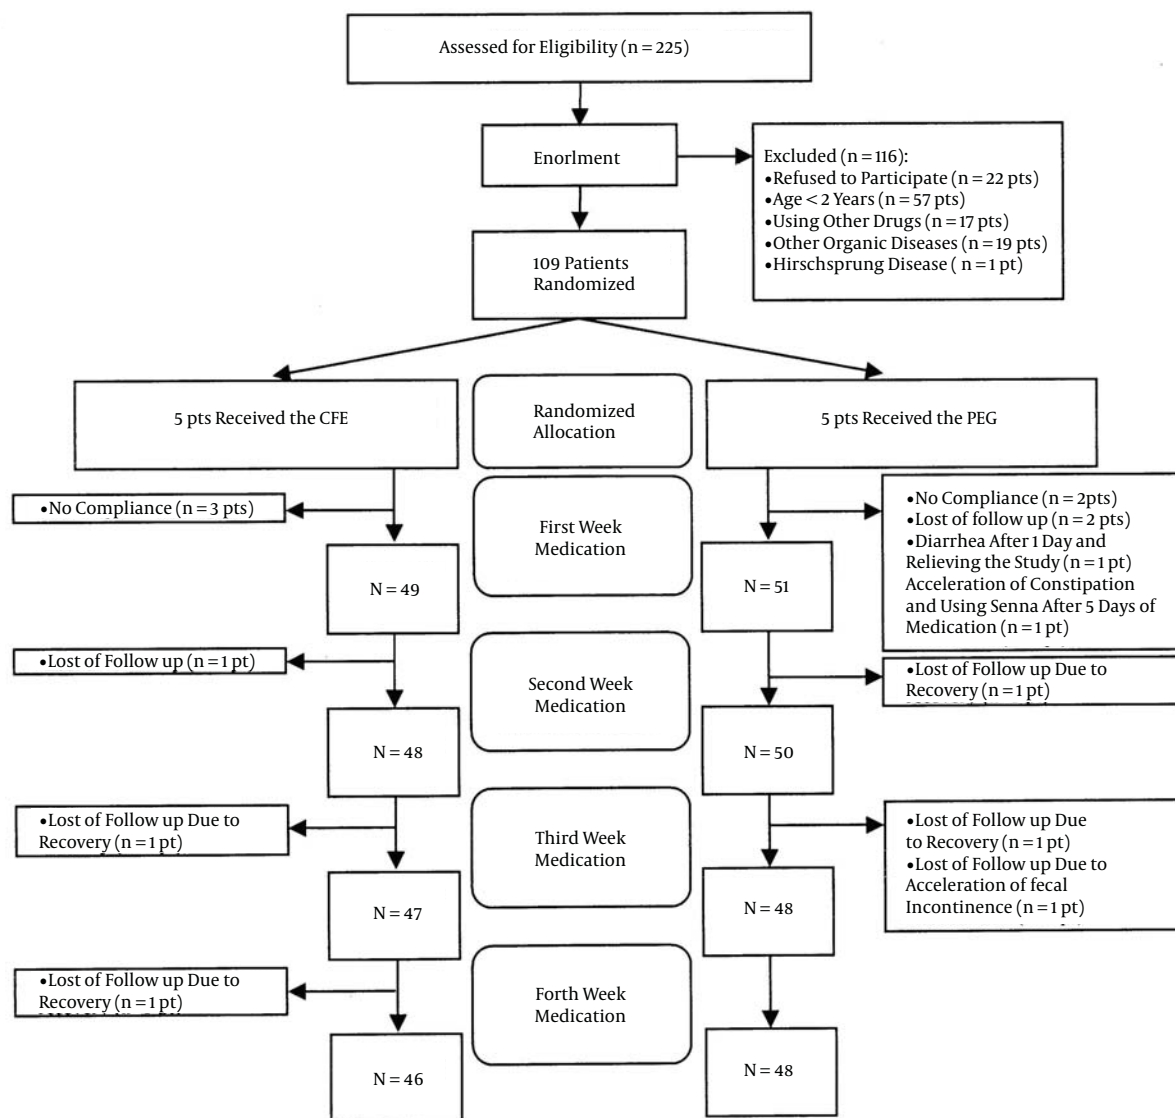 Assessed for Eligibility (n = 225)
Enorlment
Excluded (n = 116):
•Refused to Participate (n = 22 pts)
•Age < 2 Years (n = 57 pts)
•Using Other Drugs (n = 17 pts)
•Other Organic Diseases (n = 19 pts)
•Hirschsprung Disease ( n = 1 pt)
109 Patients
Randomized
5 pts Received the CFE
Randomized
Allocation
5 pts Received the PEG
•No Compliance (n = 3 pts)
First Week
Medication
•No Compliance (n = 2pts)
•Lost of follow up (n = 2 pts)
•Diarrhea After 1 Day and
Relieving the Study (n = 1 pt)
Acceleration of Constipation
and Using Senna After 5 Days of
Medication (n = 1 pt)
N = 49
N = 51
•Lost of Follow up (n = 1 pt)
Second Week
Medication
•Lost of Follow Up Due to
Recovery (n = 1 pt)
N = 48
N = 50
•Lost of Follow up Due to
Recovery (n = 1 pt)
Third Week
Medication
•Lost of Follow up Due
to Recovery (n = 1 pt)
•Lost of Follow up Due to
Acceleration of fecal
Incontinence (n = 1 pt)
N = 47
N = 48
•Lost of Follow up Due to
Recovery (n = 1 pt)
Forth Week
Medication
N = 46
N = 48